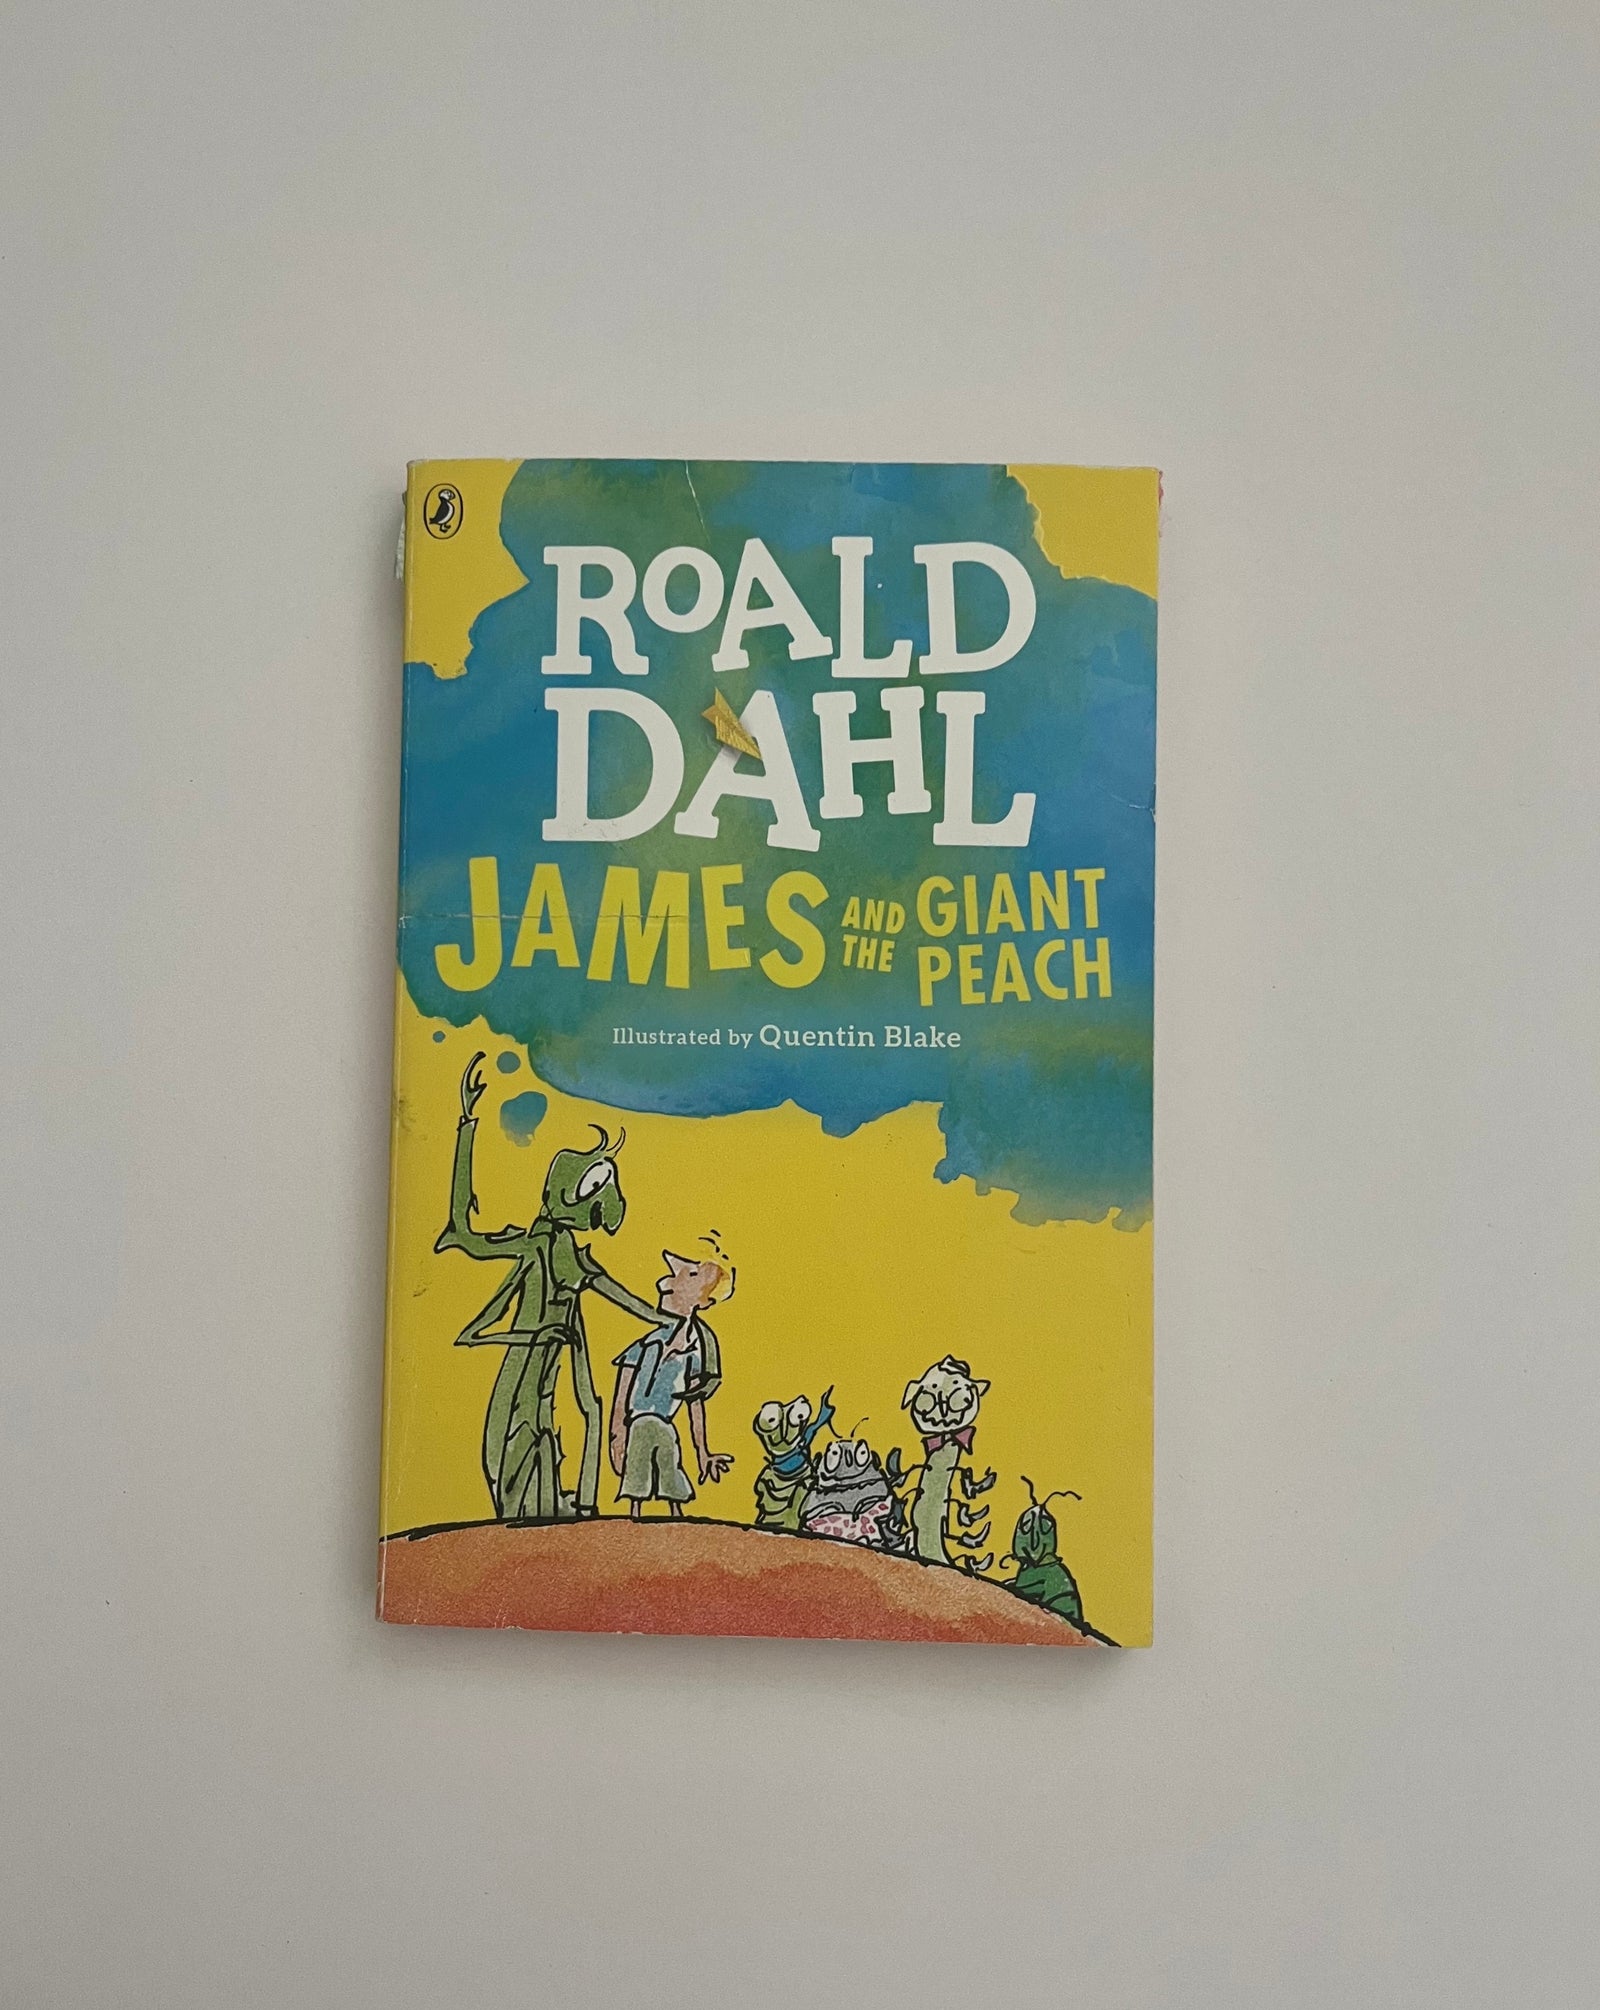 ROALD
DAHL
JAMES AND THE GIANT PEACH
Illustrated by Quentin Blake